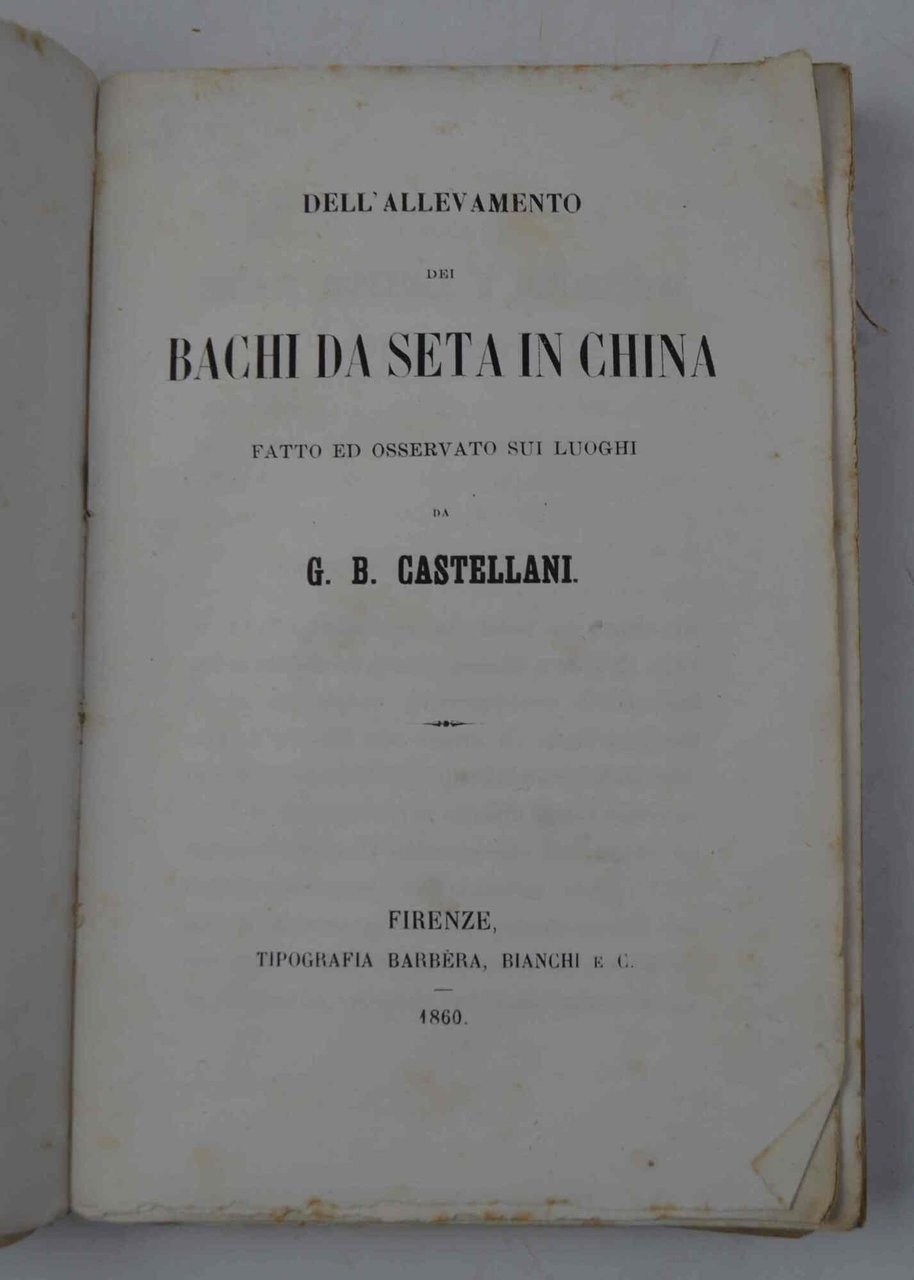 DELL'ALLEVAMENTO
DEI
BACHI DA SETA IN CHINA
FATTO ED OSSERVATO SUI LUOGHI
DA
G. B. CASTELLANI.
FIRENZE,
TIPOGRAFIA BARBÈRA, BIANCHI E C.
1860.